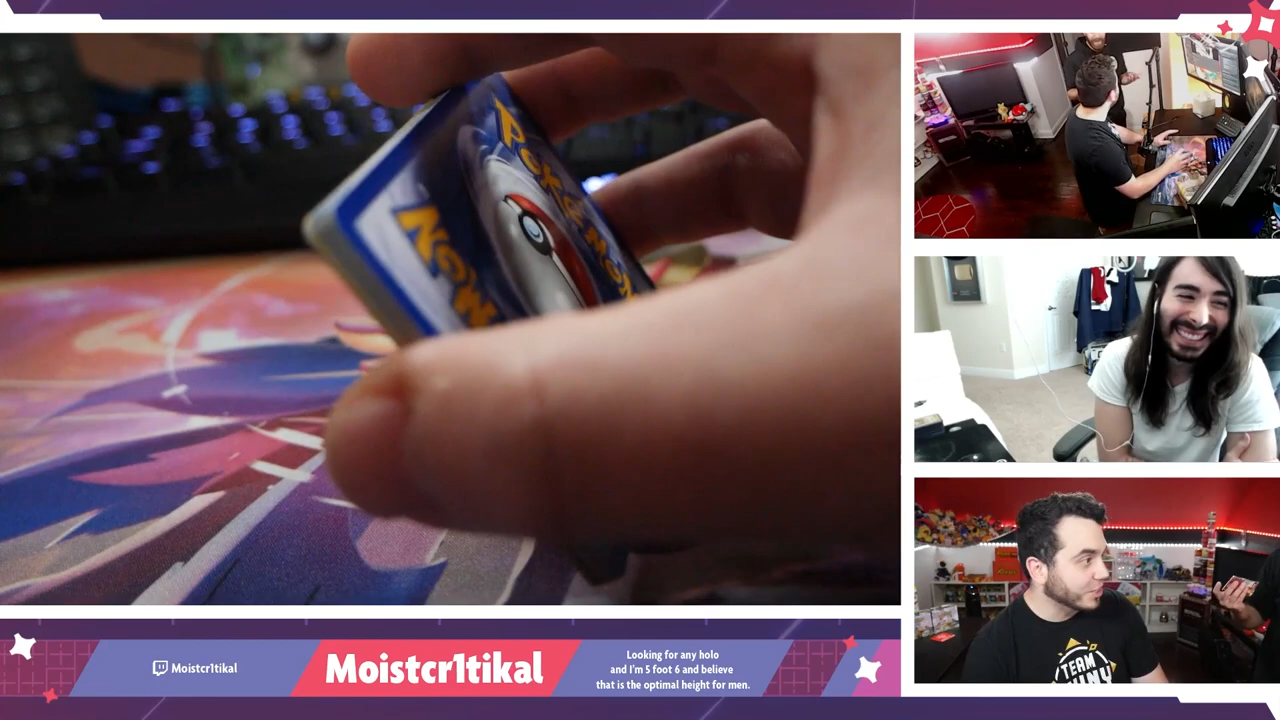 POKéMON
Moistcr1tikal
Moistcr1tikal
Looking for any holo
and I'm 5 foot 6 and believe
that is the optimal height for men.
TEAM